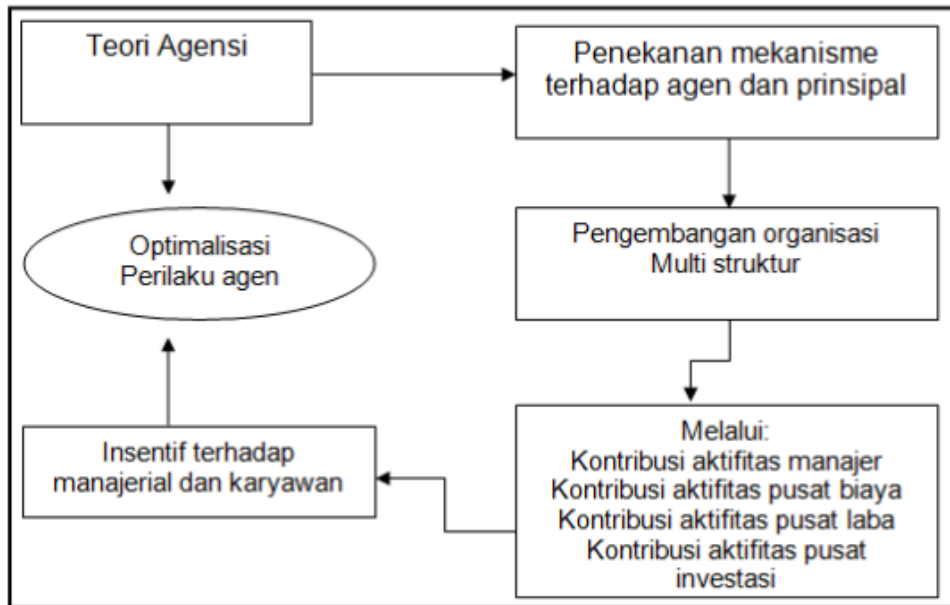 Teori Agensi
Penekanan mekanisme
terhadap agen dan prinsipal
Optimalisasi
Perilaku agen
Pengembangan organisasi
Multi struktur
Insentif terhadap
manajerial dan karyawan
Melalui:
Kontribusi aktifitas manajer
Kontribusi aktifitas pusat biaya
Kontribusi aktifitas pusat laba
Kontribusi aktifitas pusat
investasi